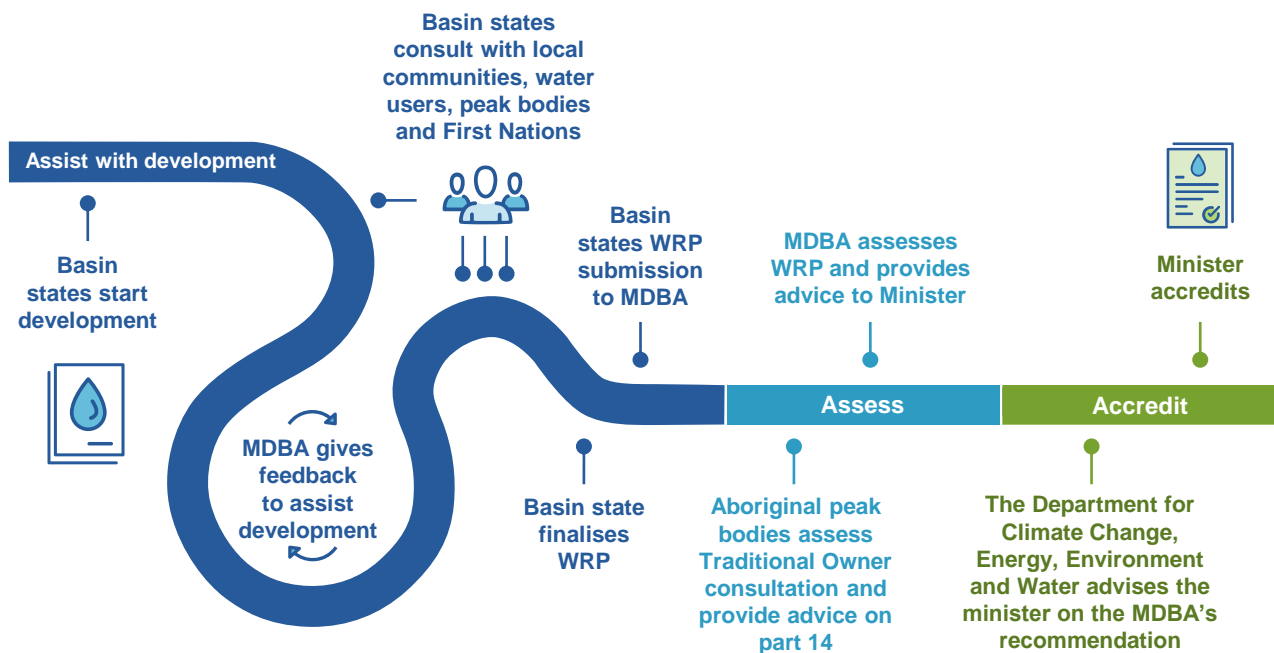 Assist with development
Basin
states start
development
Basin states
consult with local
communities, water
users, peak bodies
and First Nations
MDBA gives
feedback
to assist
development
Basin state
finalises
WRP
Basin
states WRP
submission
to MDBA
Assess
MDBA assesses
WRP and provides
advice to Minister
Aboriginal peak
bodies assess
Traditional Owner
consultation and
provide advice on
part 14
Accredit
The Department for
Climate Change,
Energy, Environment
and Water advises the
minister on the MDBA’s
recommendation
Minister
accredits